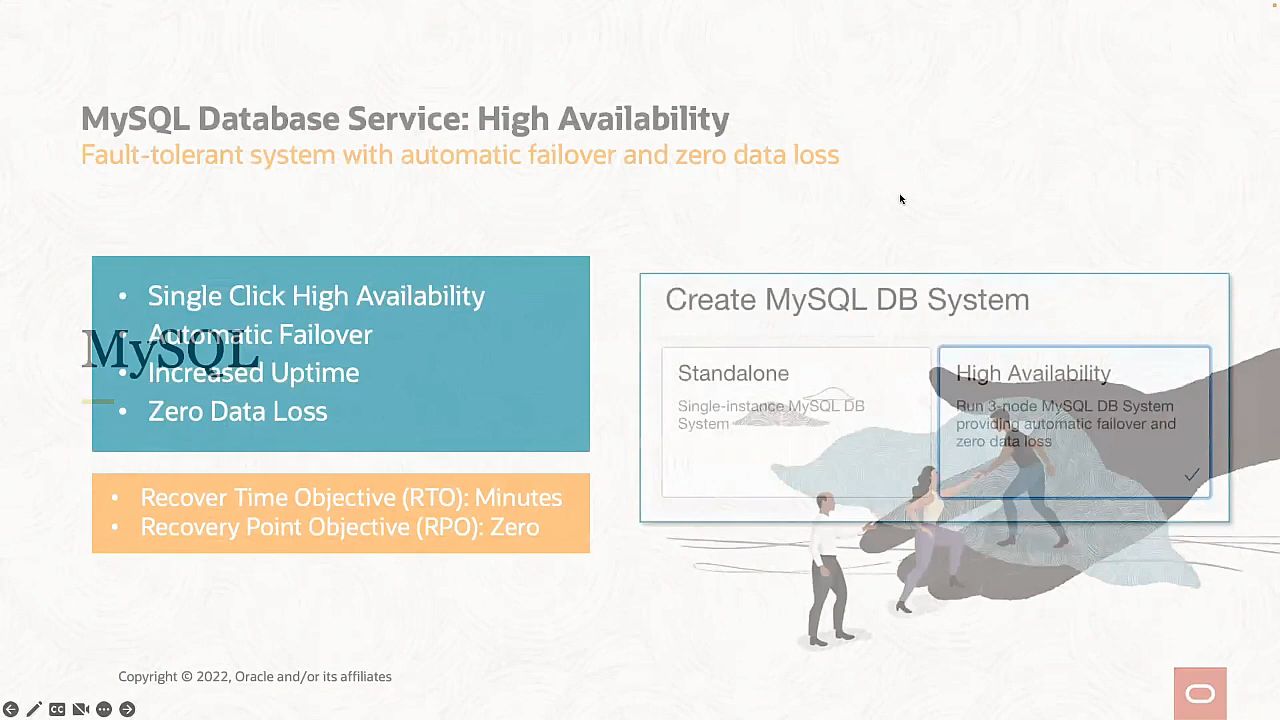 MySQL Database Service: High Availability
Fault-tolerant system with automatic failover and zero data loss
• Single Click High Availability
• Automatic Failover
• Increased Uptime
• Zero Data Loss
MySQL
• Recover Time Objective (RTO): Minutes
• Recovery Point Objective (RPO): Zero
Create MySQL DB System
Standalone
Single-instance MySQL DB
System
High Availability
Run 3-node MySQL DB System
providing automatic failover and
zero data loss
Copyright © 2022, Oracle and/or its affiliates
CC